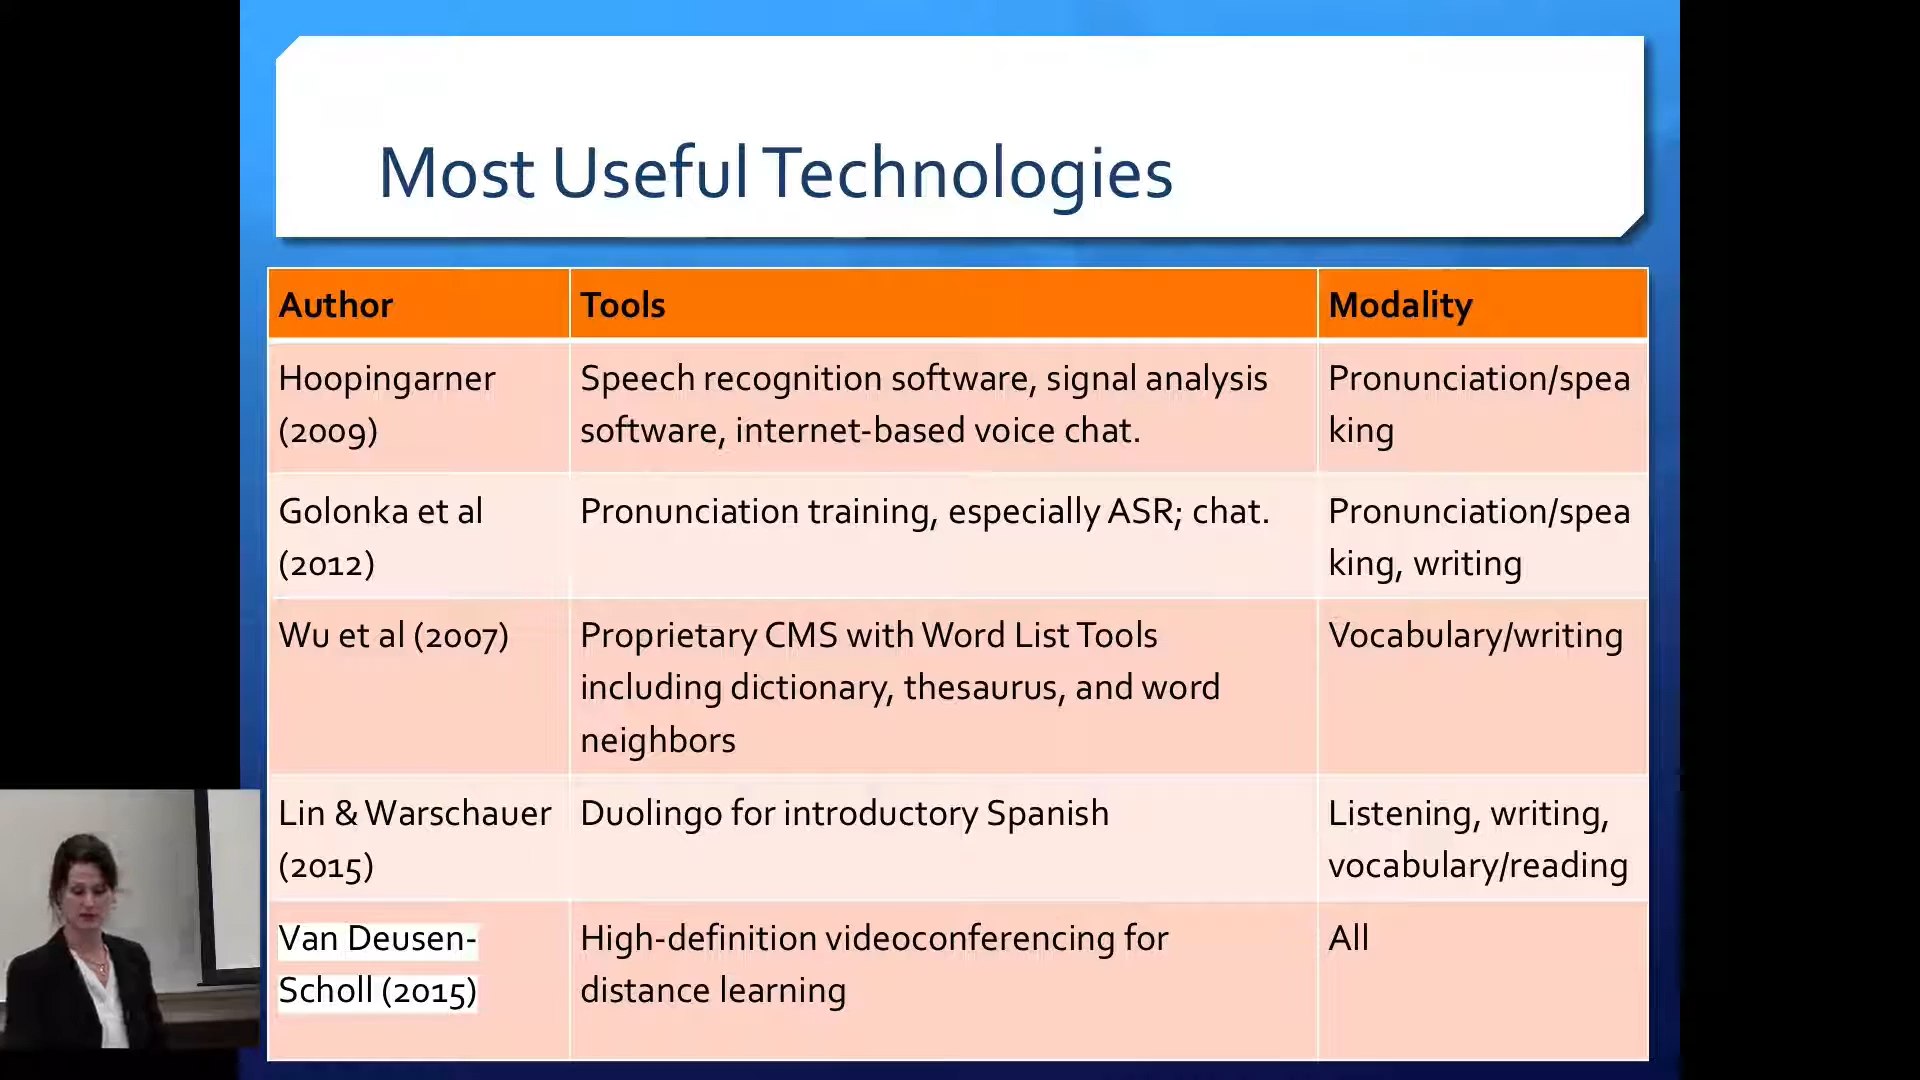 Most Useful Technologies
Author
Tools
Modality
Hoopingarner
(2009)
Speech recognition software, signal analysis
software, internet-based voice chat.
Pronunciation/spea
king
Golonka et al
(2012)
Pronunciation training, especially ASR; chat.
Pronunciation/spea
king, writing
Wu et al (2007)
Proprietary CMS with Word List Tools
including dictionary, thesaurus, and word
neighbors
Vocabulary/writing
Lin & Warschauer
(2015)
Duolingo for introductory Spanish
Listening, writing,
vocabulary/reading
Van Deusen-
Scholl (2015)
High-definition videoconferencing for
distance learning
All